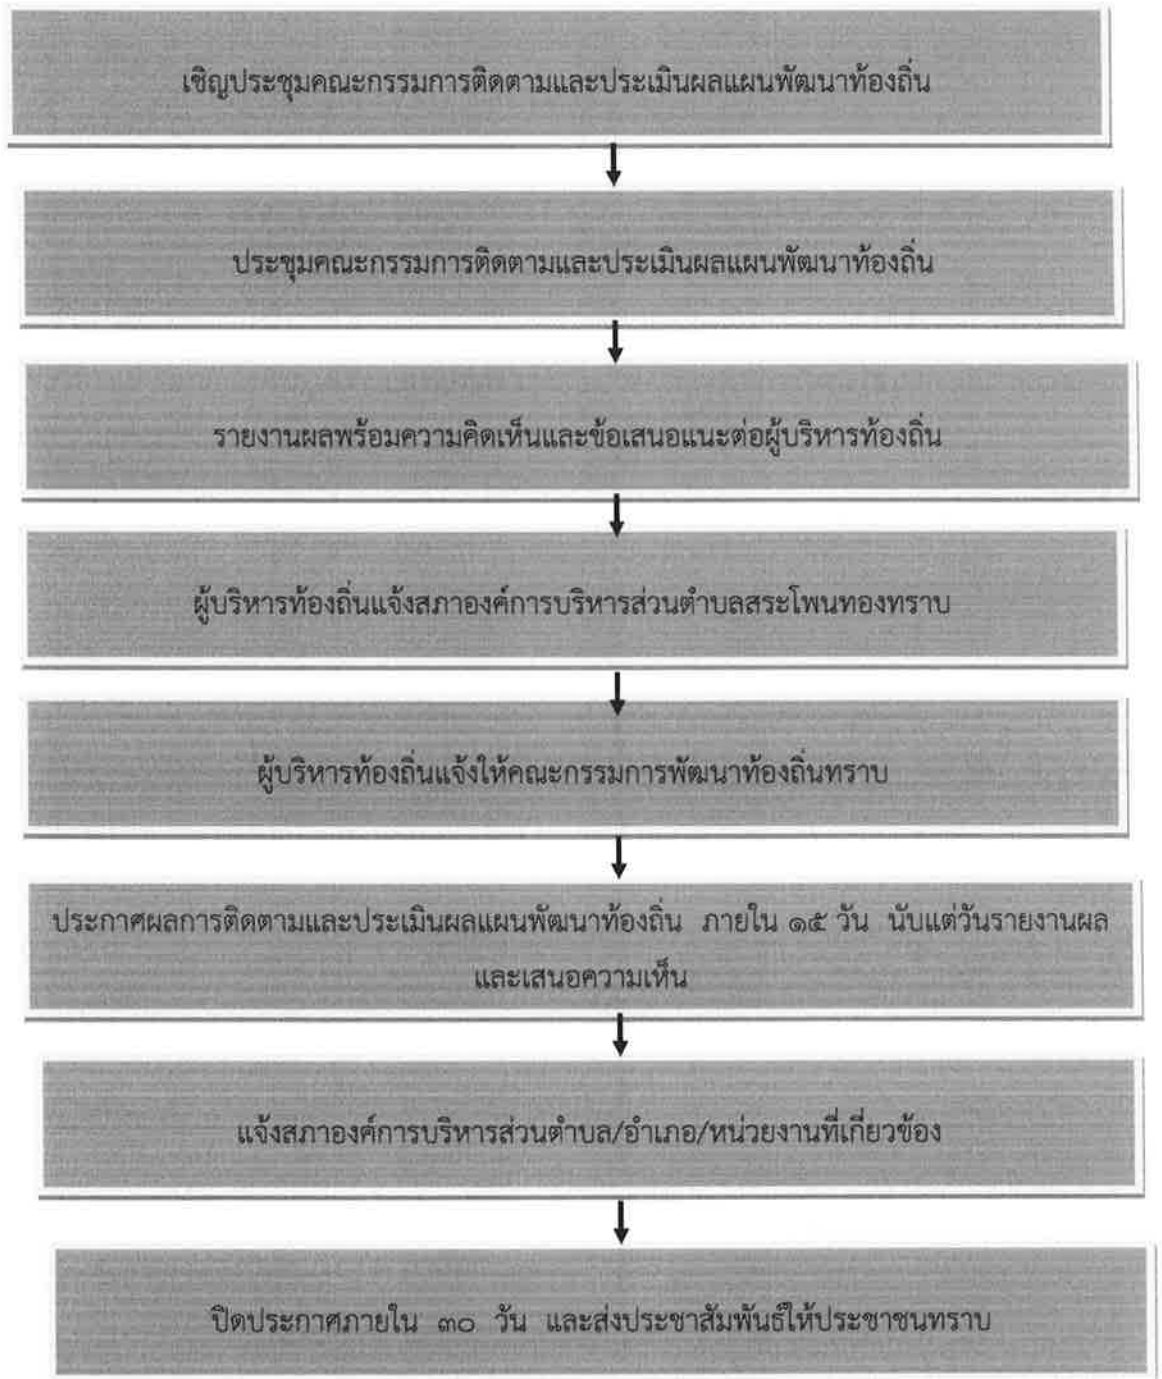 เชิญประชุมคณะกรรมการติดตามและประเมินผลแผนพัฒนาท้องถิ่น
ประชุมคณะกรรมการติดตามและประเมินผลแผนพัฒนาท้องถิ่น
รายงานผลพร้อมความคิดเห็นและข้อเสนอแนะต่อผู้บริหารท้องถิ่น
ผู้บริหารท้องถิ่นแจ้งสภาองค์การบริหารส่วนตำบลสระโพนทองทราบ
ผู้บริหารท้องถิ่นแจ้งให้คณะกรรมการพัฒนาท้องถิ่นทราบ
ประกาศผลการติดตามและประเมินผลแผนพัฒนาท้องถิ่น ภายใน ๑๕ วัน นับแต่วันรายงานผล
และเสนอความเห็น
แจ้งสภาองค์การบริหารส่วนตำบล/อำเภอ/หน่วยงานที่เกี่ยวข้อง
ปิดประกาศภายใน ๓๐ วัน และส่งประชาสัมพันธ์ให้ประชาชนทราบ